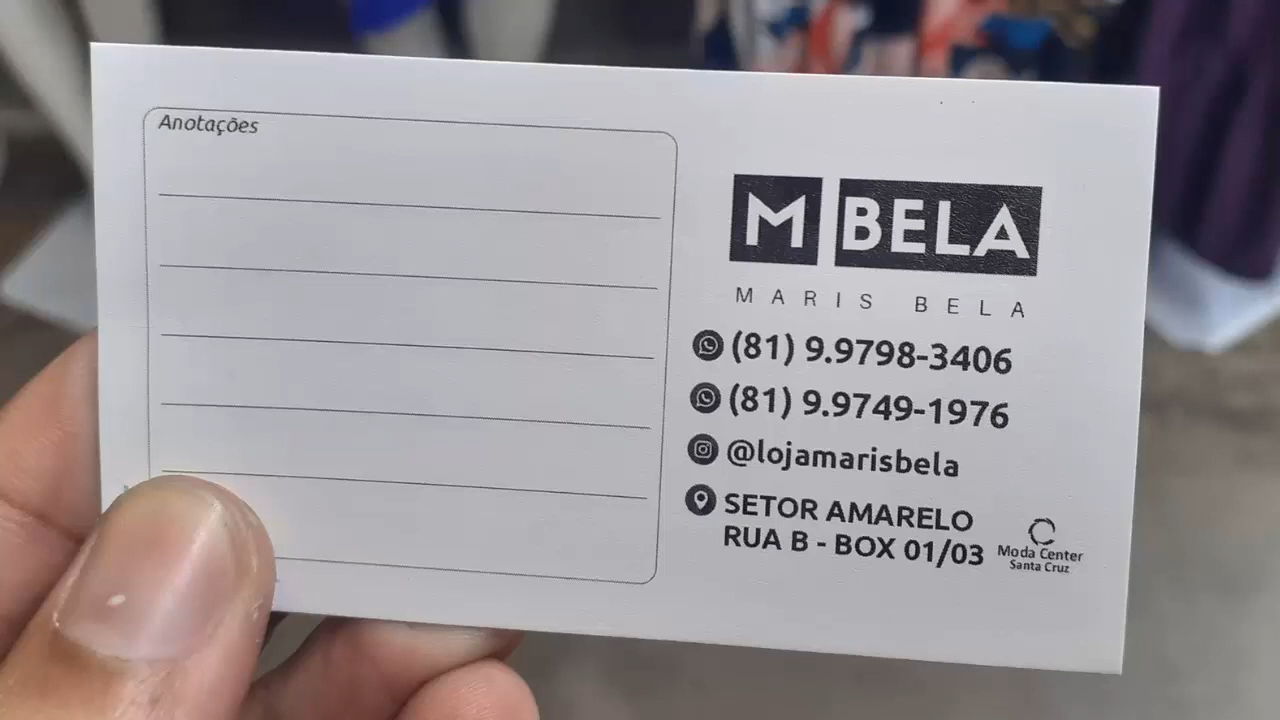 Anotações
M BELA
MARIS BELA
(81) 9.9798-3406
(81) 9.9749-1976
@lojamarisbela
SETOR AMARELO
RUA B - BOX 01/03
Moda Center
Santa Cruz